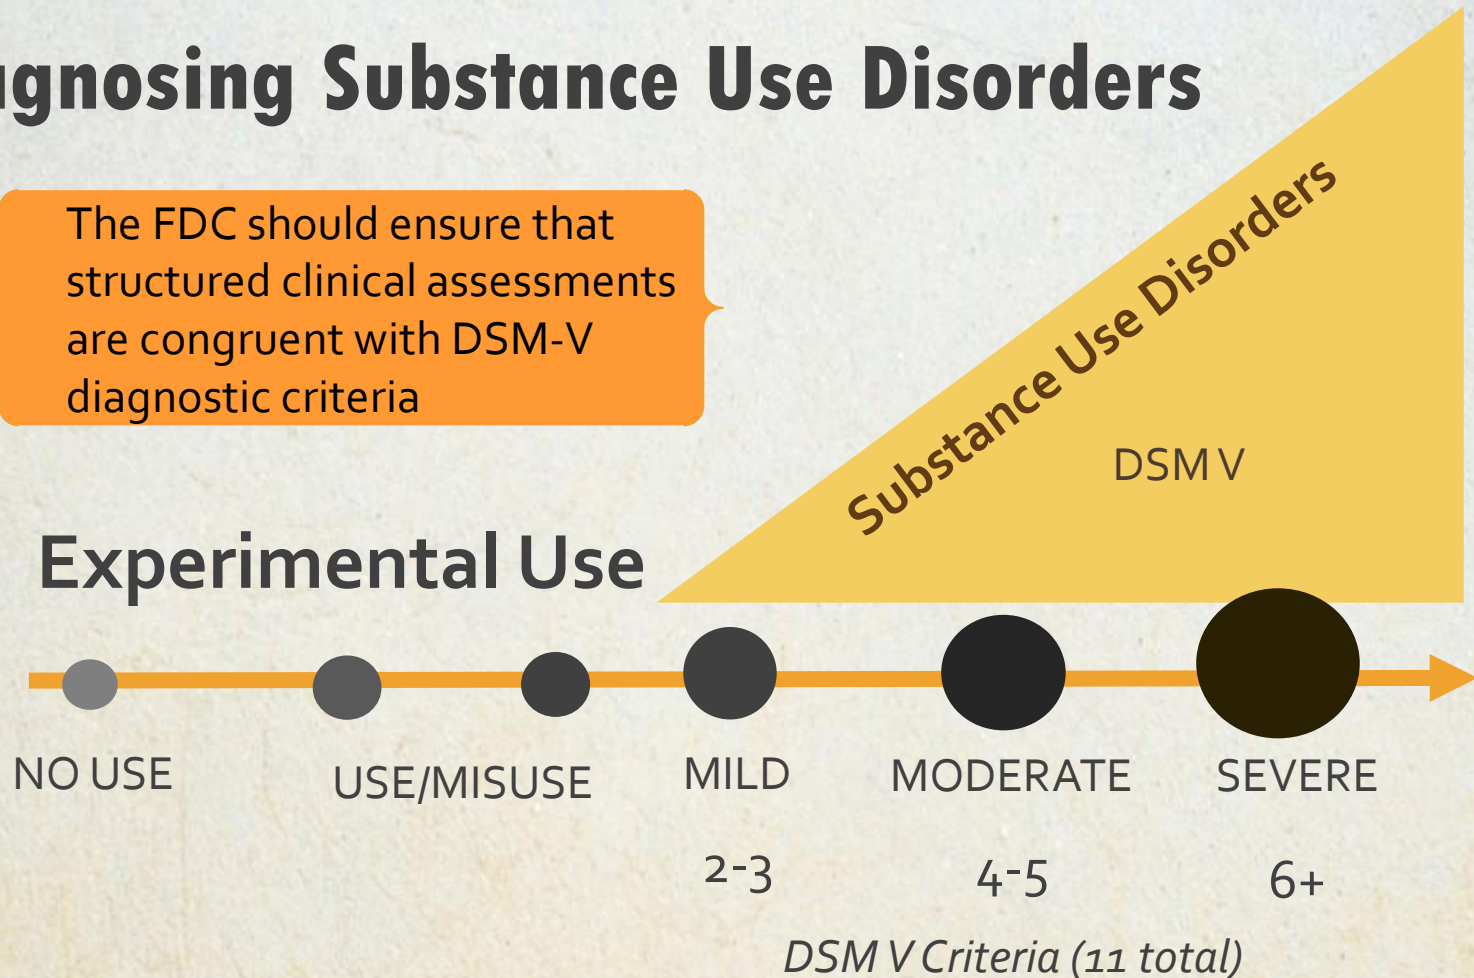 agnosing Substance Use Disorders
The FDC should ensure that
structured clinical assessments
are congruent with DSM-V
diagnostic criteria
Substance Use Disorders
DSM V
Experimental Use
NO USE
USE/MISUSE
MILD
MODERATE
SEVERE
2-3
4-5
6+
DSM V Criteria (11 total)